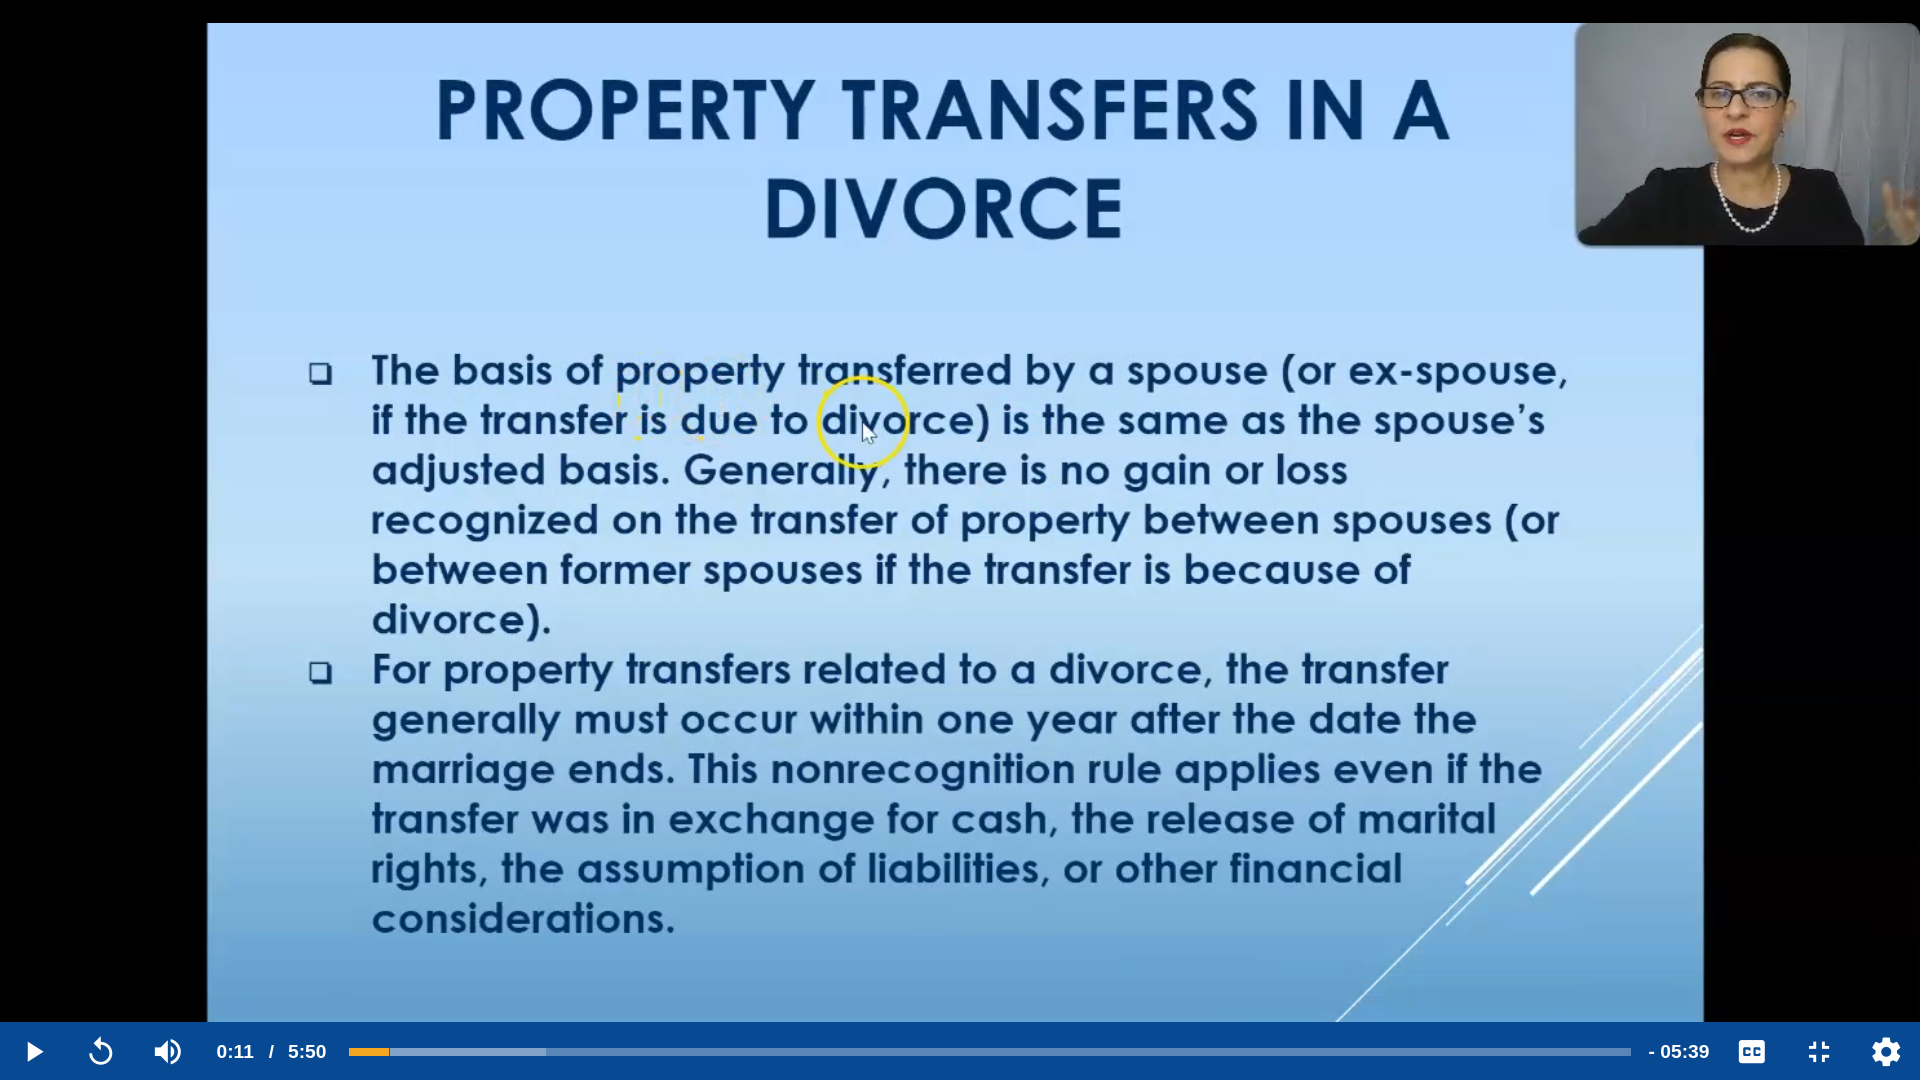 PROPERTY TRANSFERS IN A
DIVORCE
❑ The basis of property transferred by a spouse (or ex-spouse,
if the transfer is due to divorce) is the same as the spouse’s
adjusted basis. Generally, there is no gain or loss
recognized on the transfer of property between spouses (or
between former spouses if the transfer is because of
divorce).
❑ For property transfers related to a divorce, the transfer
generally must occur within one year after the date the
marriage ends. This nonrecognition rule applies even if the
transfer was in exchange for cash, the release of marital
rights, the assumption of liabilities, or other financial
considerations.
0:11 / 5:50 - 05:39 CC